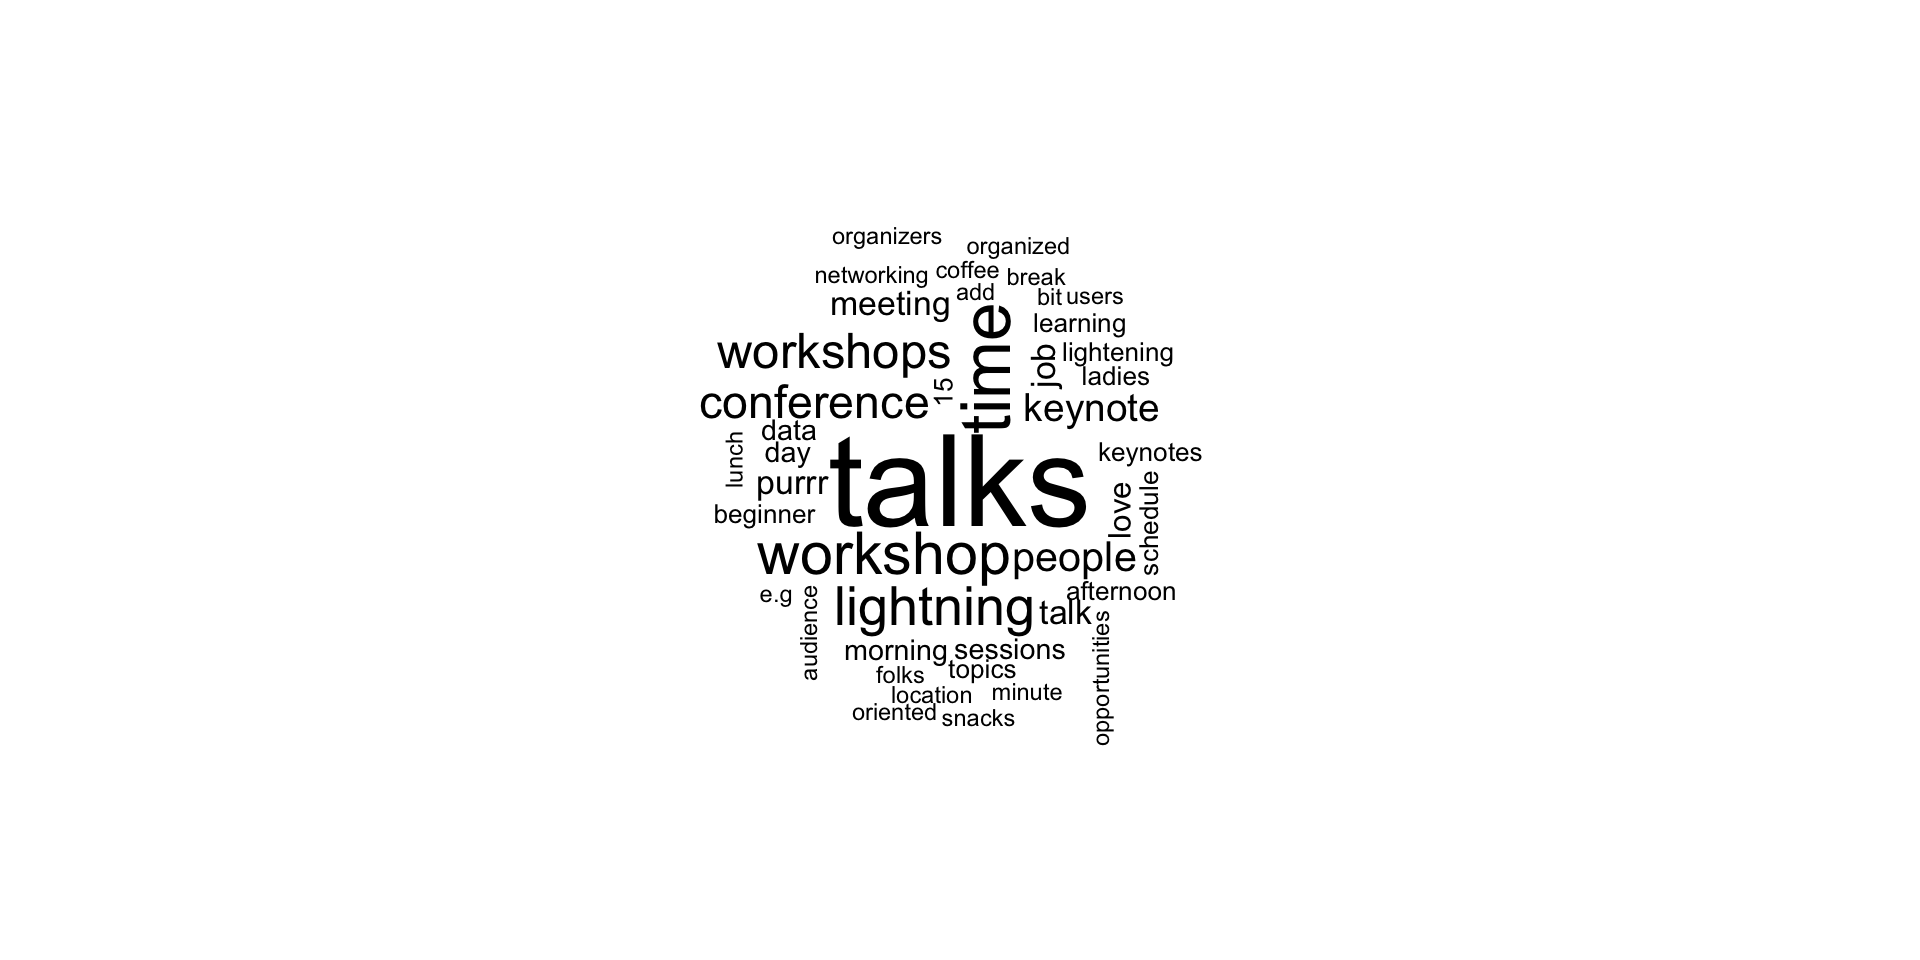 organizers
organized
networking coffee break
add
meeting
bit users
time
learning
workshops
job
lightening
ladies
15
conference
keynote
data
lunch
day
talks
keynotes
purrr
love
schedule
beginner
workshop people
e.g
afternoon
audience
lightning talk
opportunities
morning sessions
folks
topics
location
minute
oriented
snacks